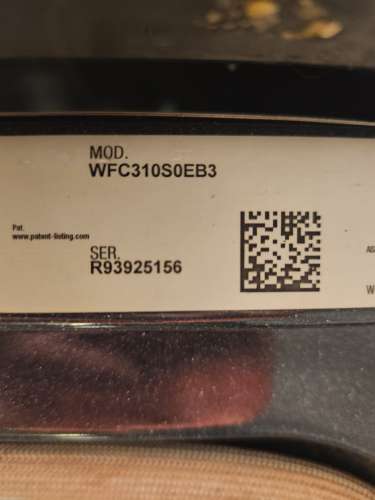 MOD.
WFC310S0EB3
Pat.
www.patent-listing.com
SER.
R93925156